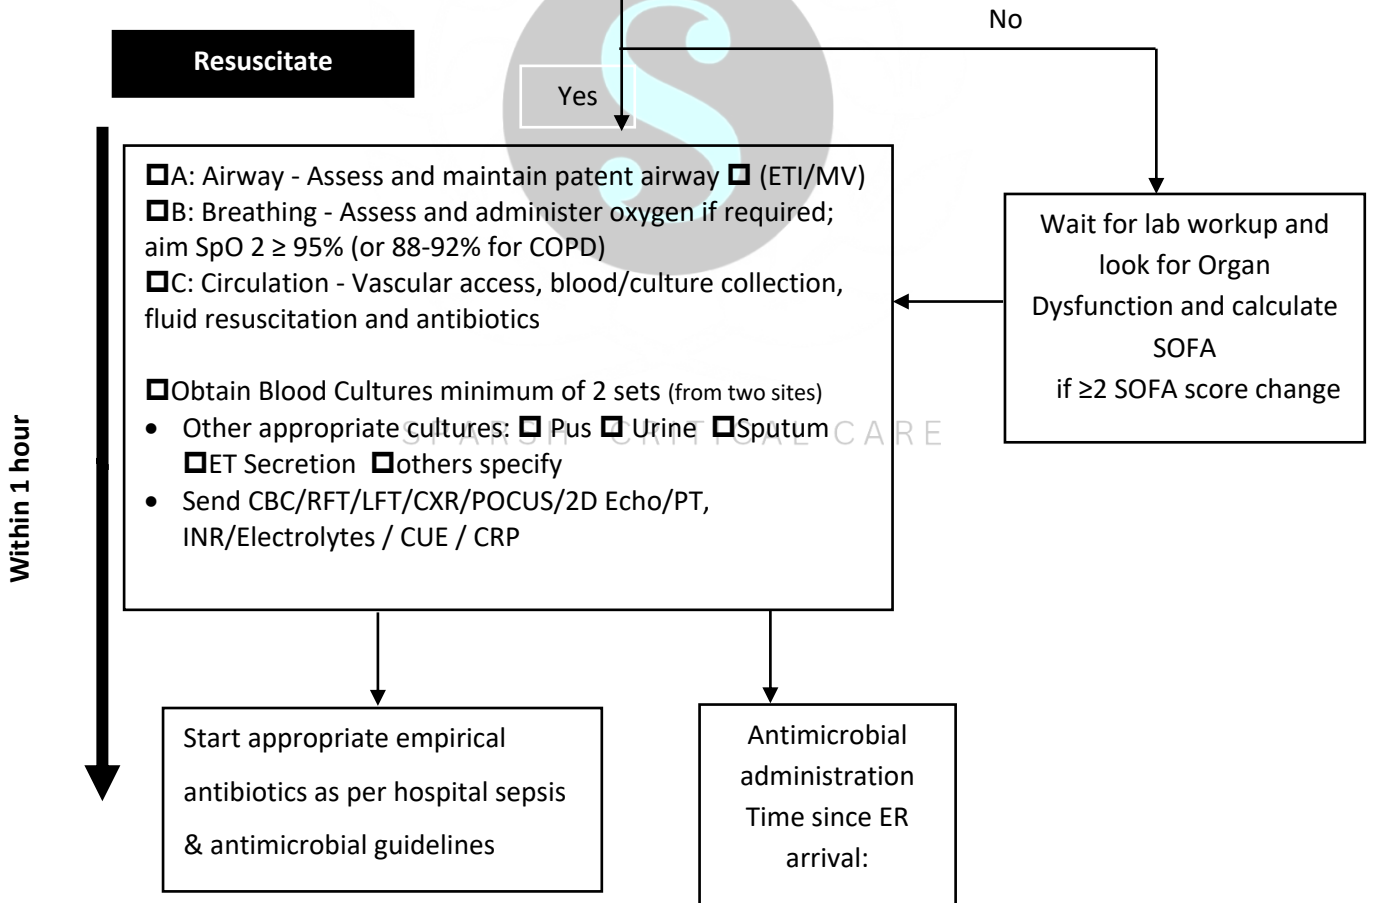 No
Resuscitate
Yes
☐A: Airway - Assess and maintain patent airway ☐ (ETI/MV)
☐B: Breathing - Assess and administer oxygen if required;
aim SpO 2 ≥ 95% (or 88-92% for COPD)
☐C: Circulation - Vascular access, blood/culture collection,
fluid resuscitation and antibiotics
☐Obtain Blood Cultures minimum of 2 sets (from two sites)
• Other appropriate cultures: ☐ Pus ☐ Urine ☐Sputum
☐ET Secretion ☐others specify
• Send CBC/RFT/LFT/CXR/POCUS/2D Echo/PT,
INR/Electrolytes / CUE / CRP
Wait for lab workup and
look for Organ
Dysfunction and calculate
SOFA
if ≥2 SOFA score change
SPARSH CRITICAL CARE
Within 1 hour
Start appropriate empirical
antibiotics as per hospital sepsis
& antimicrobial guidelines
Antimicrobial
administration
Time since ER
arrival: